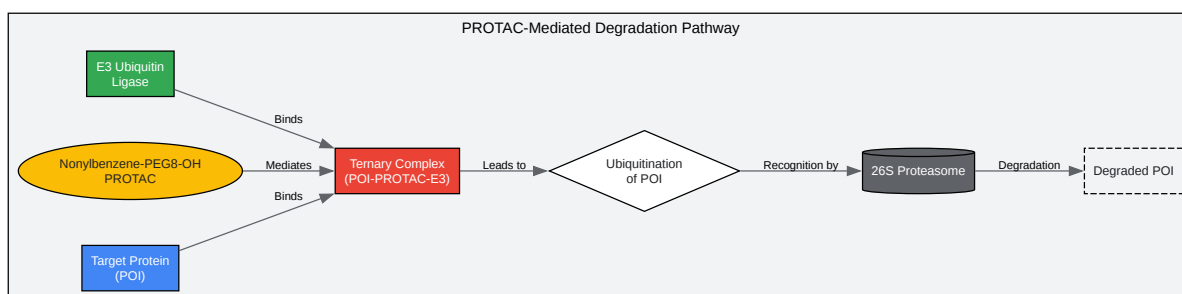 PROTAC-Mediated Degradation Pathway
E3 Ubiquitin
Ligase
Binds
Nonylbenzene-PEG8-OH
PROTAC
Mediates
Ternary Complex
(POI-PROTAC-E3)
Leads to
Ubiquitination
of POI
Recognition by
26S Proteasome
Degradation
Degraded POI
Binds
Target Protein
(POI)